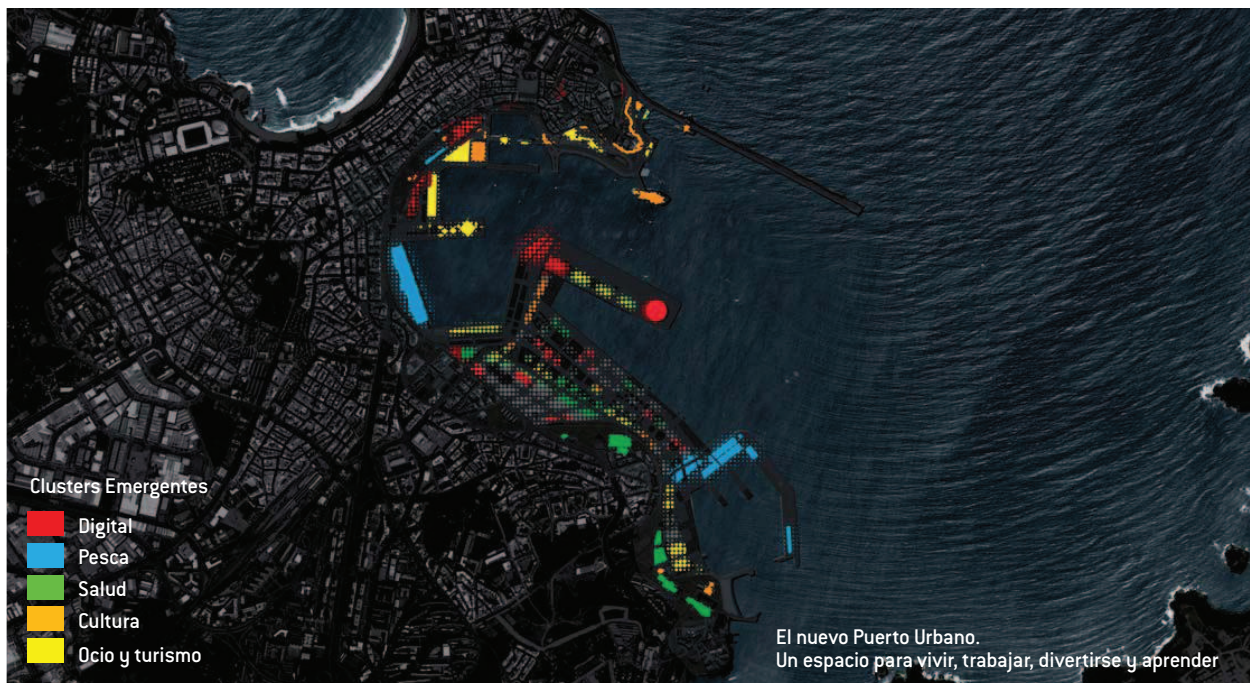 Clusters Emergentes
Digital
Pesca
Salud
Cultura
Ocio y turismo
El nuevo Puerto Urbano.
Un espacio para vivir, trabajar, divertirse y aprender